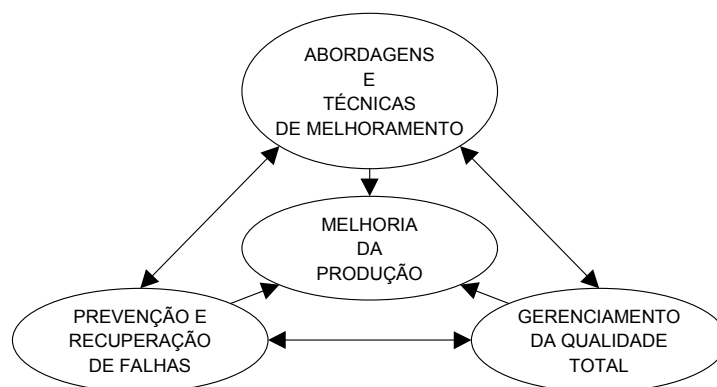 ABORDAGENS
E
TÉCNICAS
DE MELHORAMENTO
MELHORIA
DA
PRODUÇÃO
PREVENÇÃO E
RECUPERAÇÃO
DE FALHAS
GERENCIAMENTO
DA QUALIDADE
TOTAL